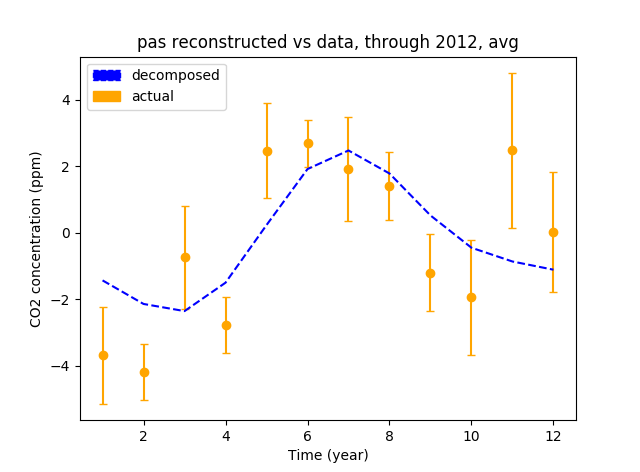 pas reconstructed vs data, through 2012, avg
decomposed
actual
CO2 concentration (ppm)
4
2
0
−2
−4
2
4
6
8
10
12
Time (year)